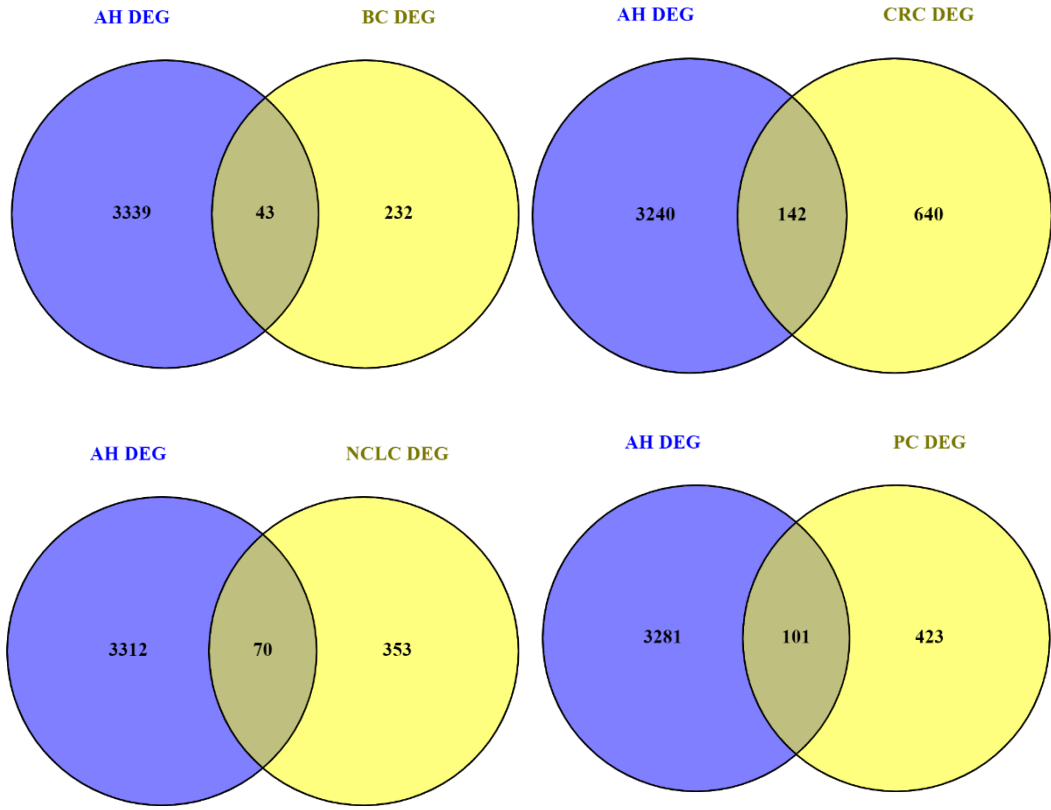 AH DEG BC DEG
3339 43 232
AH DEG CRC DEG
3240 142 640
AH DEG NCLC DEG
3312 70 353
AH DEG PC DEG
3281 101 423